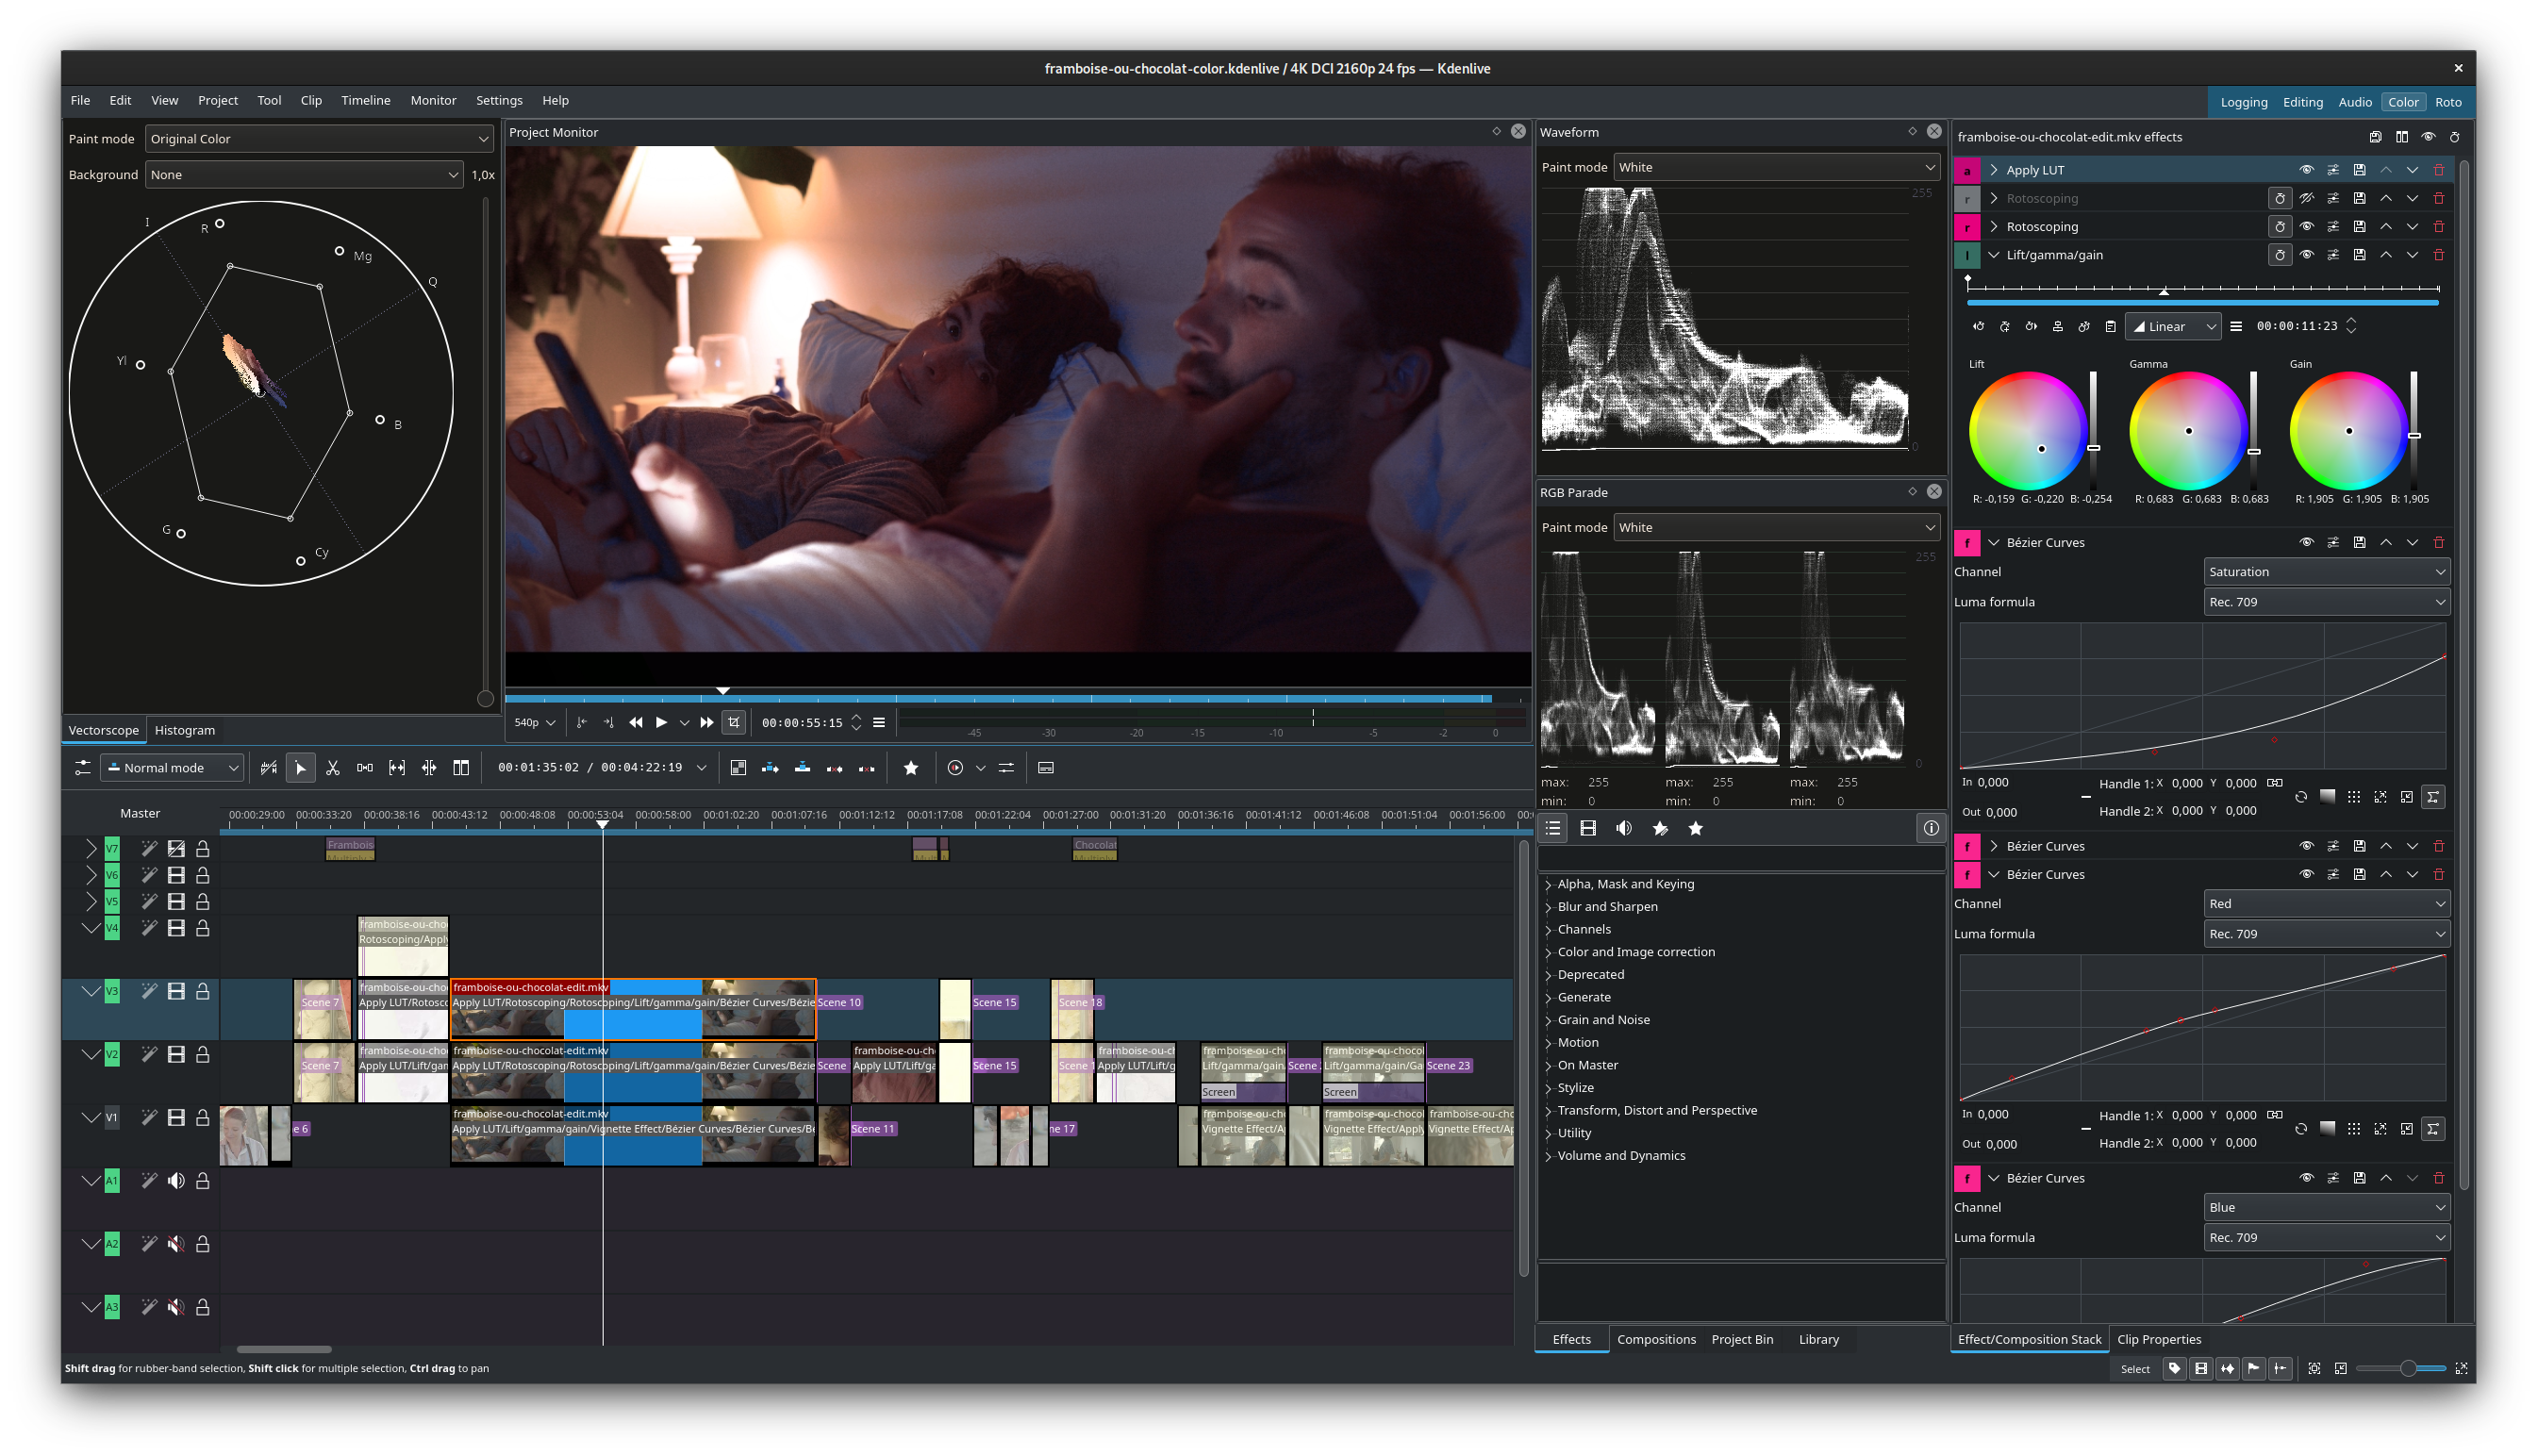 framboise-ou-chocolat-color.kdenlive / 4K DCI 2160p 24 fps — Kdenlive
File Edit View Project Tool Clip Timeline Monitor Settings Help
Logging Editing Audio Color Roto
Paint mode Original Color
Background None 1,0x
I
R
Mg
Q
Yl
B
G
Cy
Vectorscope Histogram
Project Monitor
540p 00:00:55:15
-45 -30 -20 -15 -10 -5 -2 0
Waveform
Paint mode White
255
0
RGB Parade
Paint mode White
255
0
max: 255 max: 255 max: 255
min: 0 min: 0 min: 0
framboise-ou-chocolat-edit.mkv effects
a Apply LUT
r Rotoscoping
r Rotoscoping
l Lift/gamma/gain
Linear 00:00:11:23
Lift Gamma Gain
R: -0,159 G: -0,220 B: -0,254 R: 0,683 G: 0,683 B: 0,683 R: 1,905 G: 1,905 B: 1,905
f Bézier Curves
Channel Saturation
Luma formula Rec. 709
In 0,000 Handle 1: X 0,000 Y 0,000
Out 0,000 Handle 2: X 0,000 Y 0,000
f Bézier Curves
f Bézier Curves
Channel Red
Luma formula Rec. 709
In 0,000 Handle 1: X 0,000 Y 0,000
Out 0,000 Handle 2: X 0,000 Y 0,000
f Bézier Curves
Channel Blue
Luma formula Rec. 709
Effect/Composition Stack Clip Properties
Normal mode 00:01:35:02 / 00:04:22:19
Master
00:00:29:00 00:00:33:20 00:00:38:16 00:00:43:12 00:00:48:08 00:00:53:04 00:00:58:00 00:01:02:20 00:01:07:16 00:01:12:12 00:01:17:08 00:01:22:04 00:01:27:00 00:01:31:20 00:01:36:16 00:01:41:12 00:01:46:08 00:01:51:04 00:01:56:00
V7 Frambois Chocolat
V6
V5
V4 framboise-ou-cho
Rotoscoping/Apply
V3 framboise-ou-cho framboise-ou-chocolat-edit.mkv
Scene 7 Apply LUT/Rotosc Apply LUT/Rotoscoping/Rotoscoping/Lift/gamma/gain/Bézier Curves/Bézie Scene 10 Scene 15 Scene 18
V2 framboise-ou-cho framboise-ou-chocolat-edit.mkv framboise-ou-ch framboise-ou-cl framboise-ou-ch framboise-ou-chocol
Scene 7 Apply LUT/Lift/gam Apply LUT/Rotoscoping/Rotoscoping/Lift/gamma/gain/Bézier Curves/Bézie Scene Apply LUT/Lift/ga Scene 15 Scene 1 Apply LUT/Lift/g Lift/gamma/gain Scene Lift/gamma/gain/Ga Scene 23
Screen Screen
V1 framboise-ou-chocolat-edit.mkv framboise-ou-ch framboise-ou-chocol framboise-ou-cho
e 6 Apply LUT/Lift/gamma/gain/Vignette Effect/Bézier Curves/Bézier Curves/Bé Scene 11 ne 17 Vignette Effect/A Vignette Effect/Apply Vignette Effect/Ap
A1
A2
A3
Alpha, Mask and Keying
Blur and Sharpen
Channels
Color and Image correction
Deprecated
Generate
Grain and Noise
Motion
On Master
Stylize
Transform, Distort and Perspective
Utility
Volume and Dynamics
Effects Compositions Project Bin Library
Shift drag for rubber-band selection, Shift click for multiple selection, Ctrl drag to pan
Select